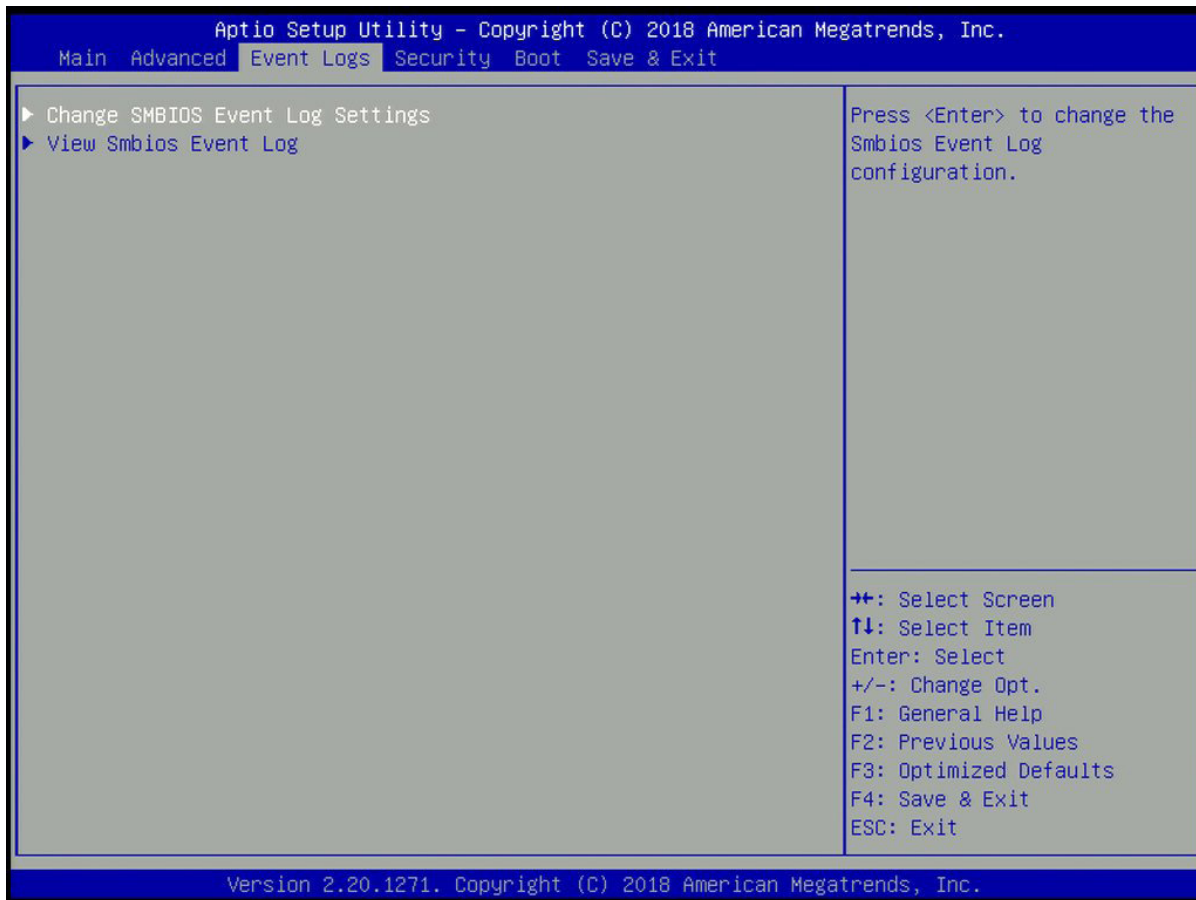 Aptio Setup Utility – Copyright (C) 2018 American Megatrends, Inc.
Main Advanced Event Logs Security Boot Save & Exit
▶ Change SMBIOS Event Log Settings
▶ View Smbios Event Log
Press <Enter> to change the
Smbios Event Log
configuration.
→←: Select Screen
↑↓: Select Item
Enter: Select
+/-: Change Opt.
F1: General Help
F2: Previous Values
F3: Optimized Defaults
F4: Save & Exit
ESC: Exit
Version 2.20.1271. Copyright (C) 2018 American Megatrends, Inc.